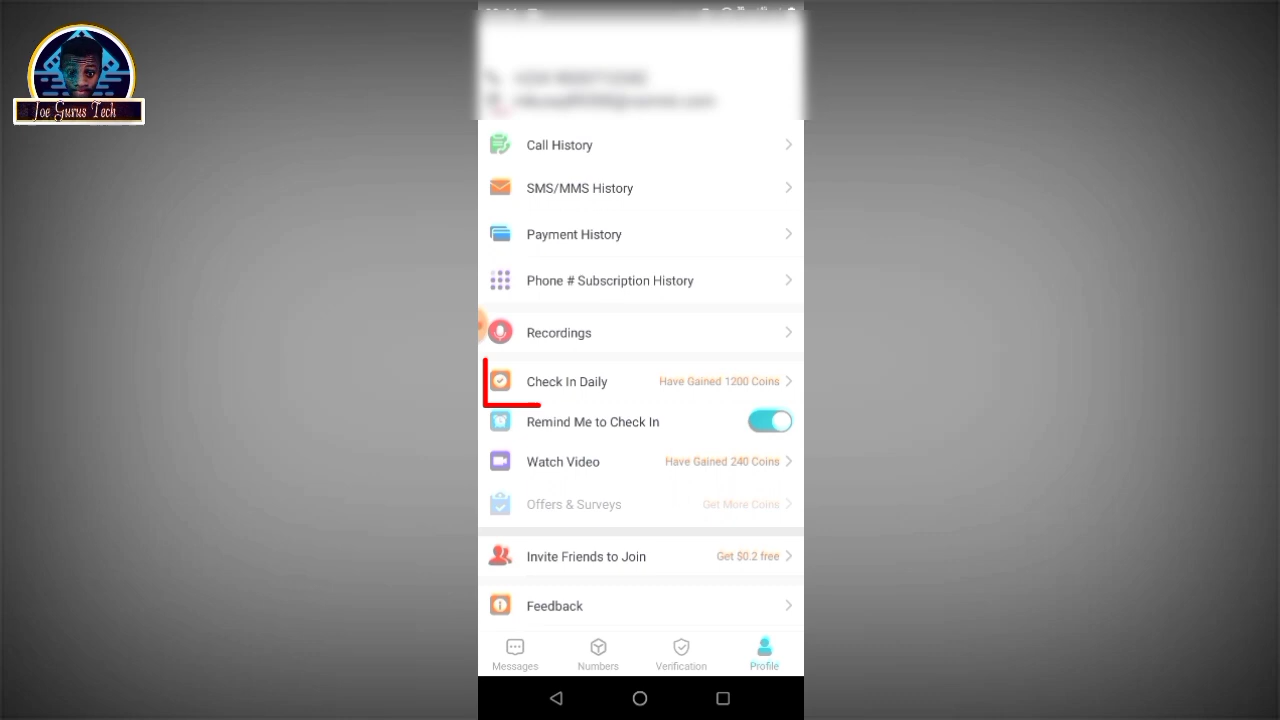 Joe Gurus Tech
Call History
SMS/MMS History
Payment History
Phone # Subscription History
Recordings
Check In Daily Have Gained 1200 Coins
Remind Me to Check In
Watch Video Have Gained 240 Coins
Offers & Surveys Get More Coins
Invite Friends to Join Get $0.2 free
Feedback
Messages Numbers Verification Profile